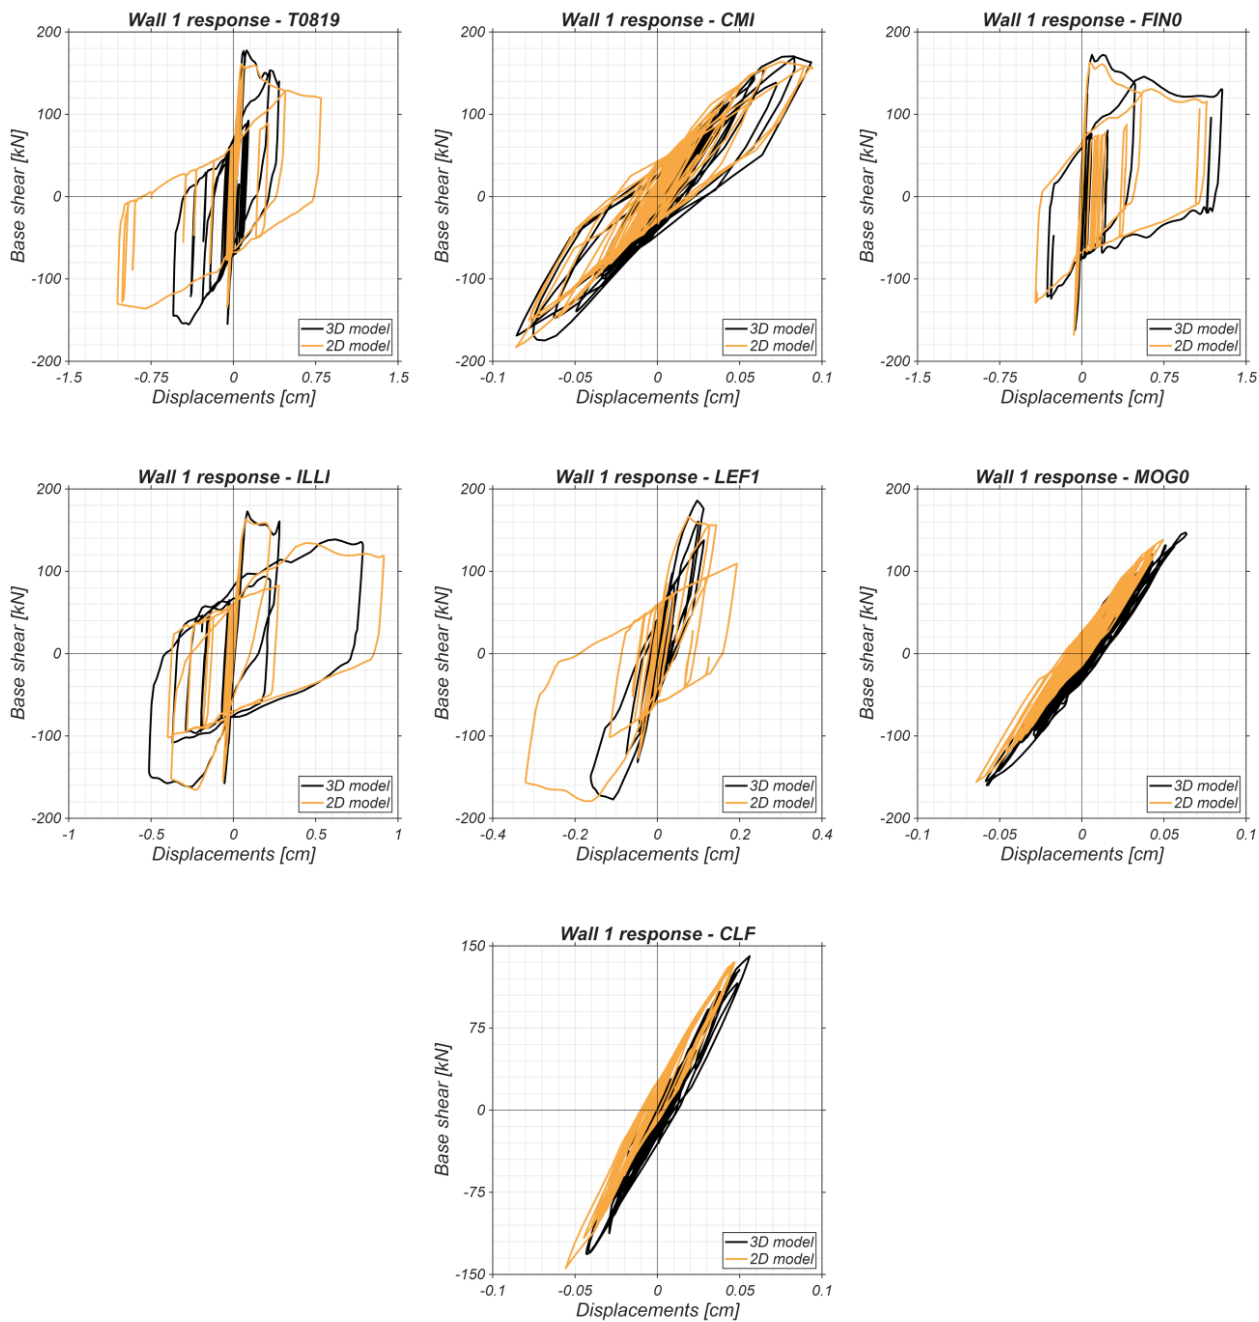 Wall 1 response - T0819
200
100
0
-100
-200
Base shear [kN]
-1.5 -0.75 0 0.75 1.5
Displacements [cm]
3D model
2D model
Wall 1 response - CMI
200
100
0
-100
-200
Base shear [kN]
-0.1 -0.05 0 0.05 0.1
Displacements [cm]
3D model
2D model
Wall 1 response - FIN0
200
100
0
-100
-200
Base shear [kN]
-1.5 -0.75 0 0.75 1.5
Displacements [cm]
3D model
2D model
Wall 1 response - ILLI
200
100
0
-100
-200
Base shear [kN]
-1 -0.5 0 0.5 1
Displacements [cm]
3D model
2D model
Wall 1 response - LEF1
200
100
0
-100
-200
Base shear [kN]
-0.4 -0.2 0 0.2 0.4
Displacements [cm]
3D model
2D model
Wall 1 response - MOG0
200
100
0
-100
-200
Base shear [kN]
-0.1 -0.05 0 0.05 0.1
Displacements [cm]
3D model
2D model
Wall 1 response - CLF
150
75
0
-75
-150
Base shear [kN]
-0.1 -0.05 0 0.05 0.1
Displacements [cm]
3D model
2D model